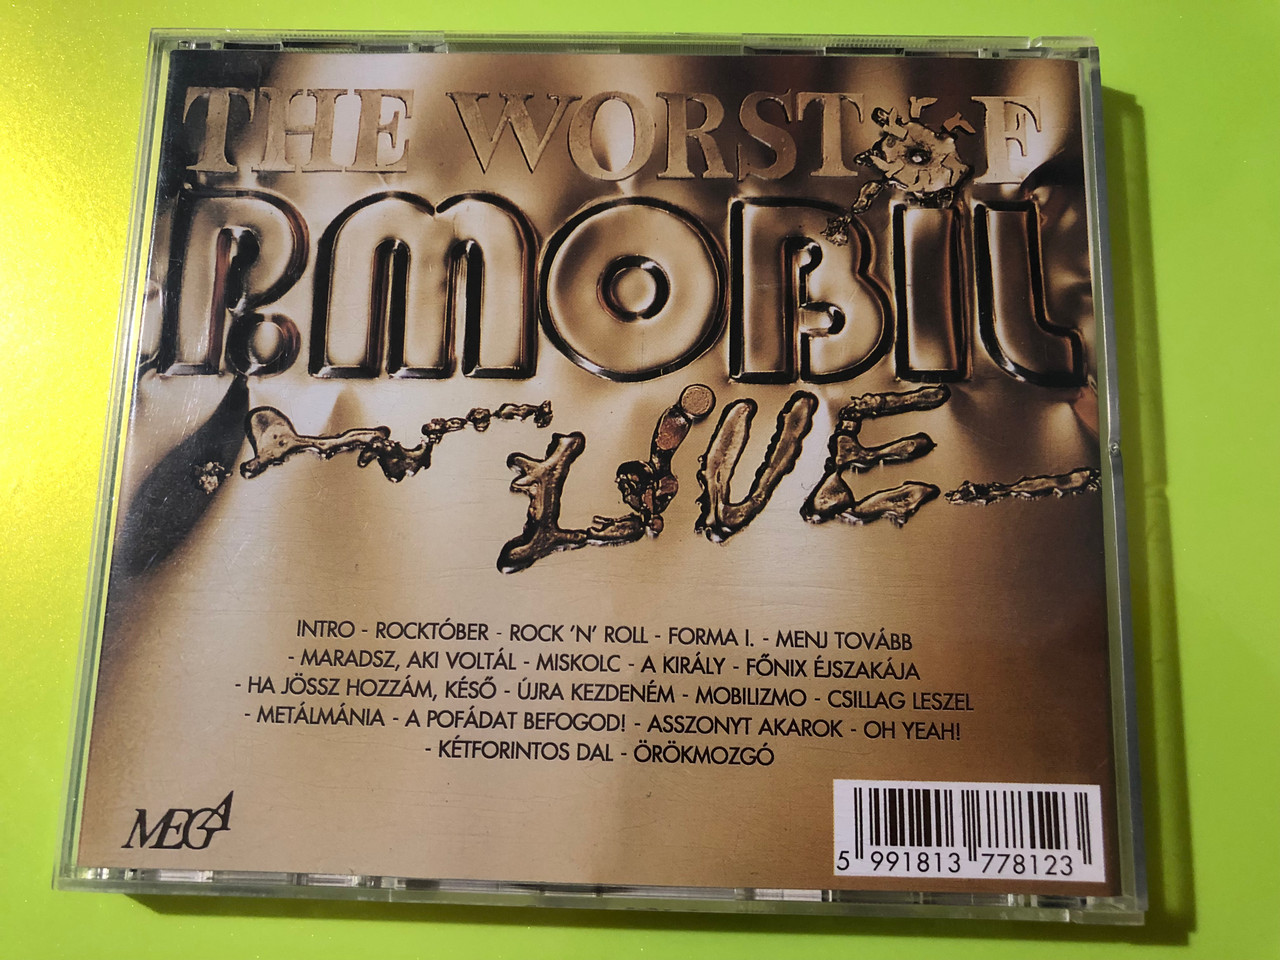 THE WORST OF
P.MOBIL
LiVE
INTRO - ROCKTÓBER - ROCK 'N' ROLL - FORMA I. - MENJ TOVÁBB
- MARADSZ, AKI VOLTÁL - MISKOLC - A KIRÁLY - FŐNIX ÉJSZAKÁJA
- HA JÖSSZ HOZZÁM, KÉSŐ - ÚJRA KEZDENÉM - MOBILIZMO - CSILLAG LESZEL
- METÁLMÁNIA - A POFÁDAT BEFOGOD! - ASSZONYT AKAROK - OH YEAH!
- KÉTFORINTOS DAL - ÖRÖKMOZGÓ
MEGA
5 991813 778123